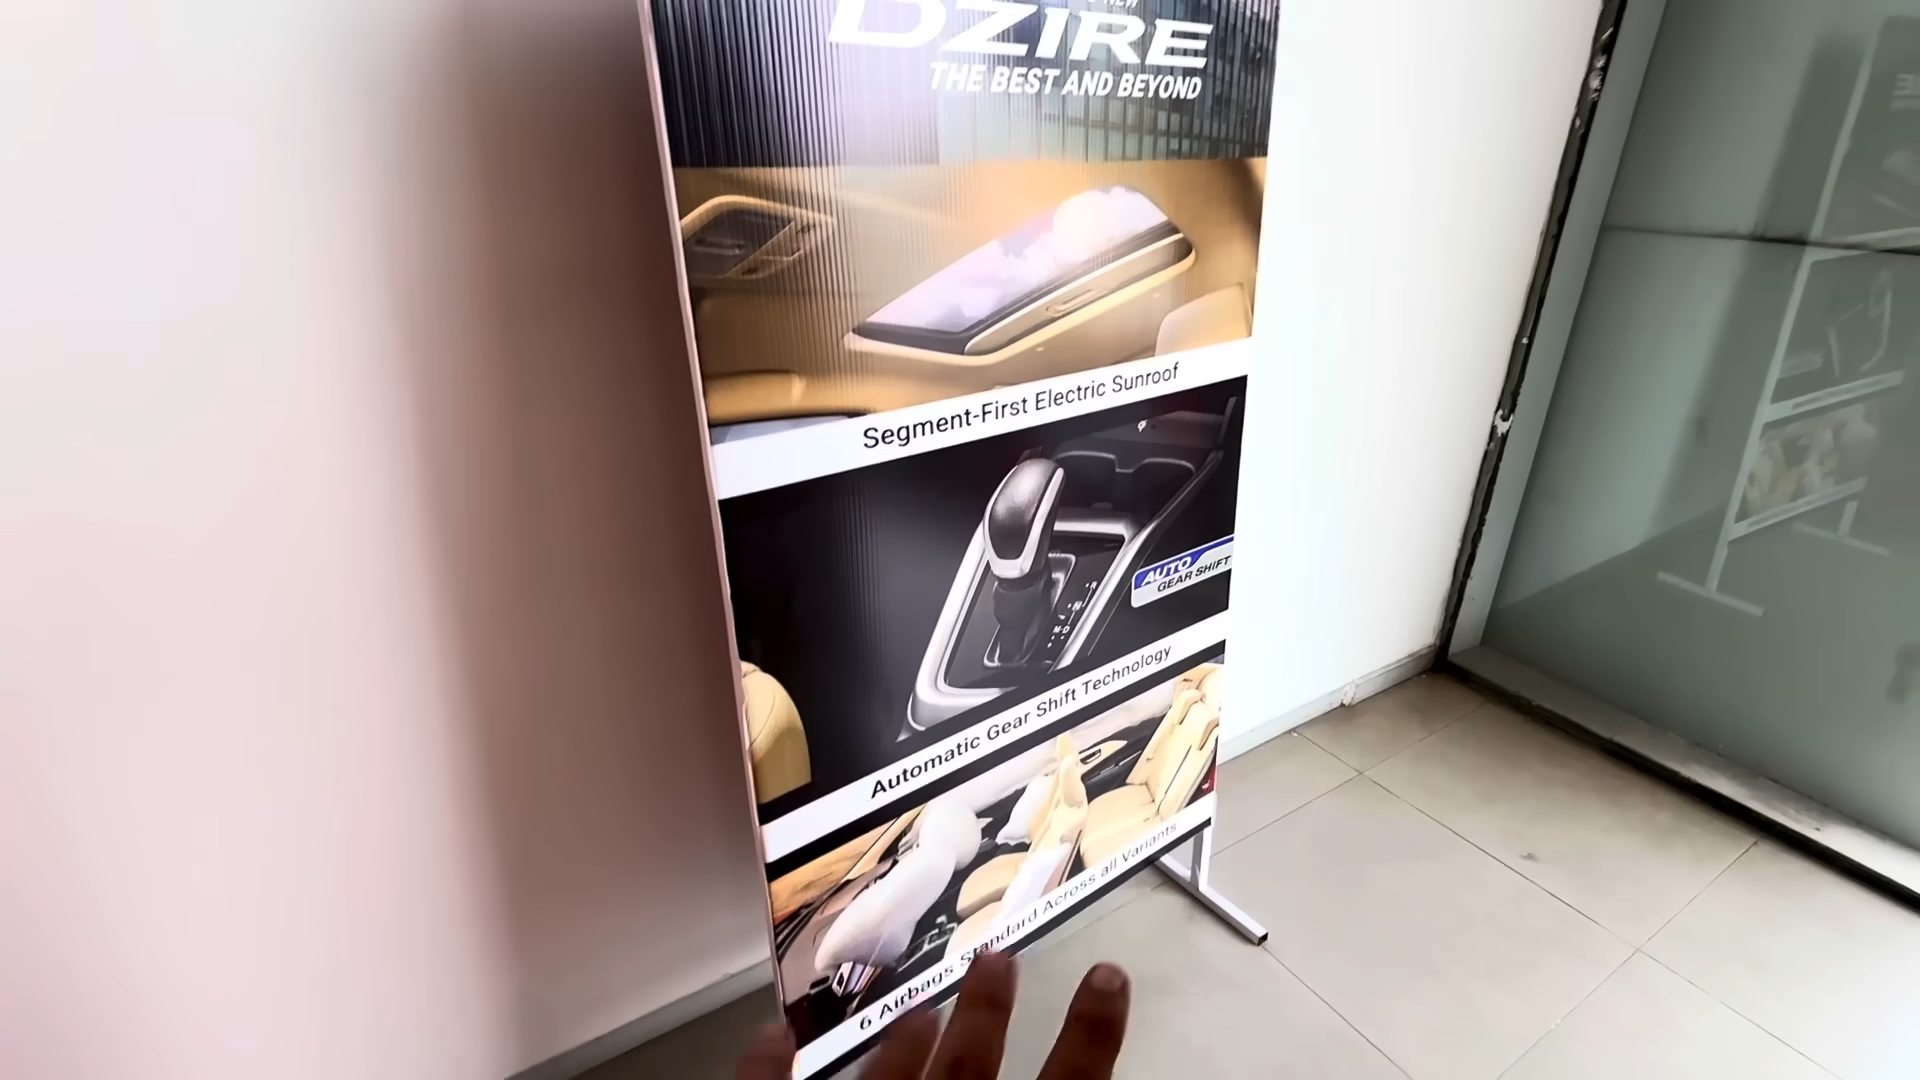 NEW
DZIRE
THE BEST AND BEYOND
Segment-First Electric Sunroof
AUTO
GEAR SHIFT
R
N
M D
Automatic Gear Shift Technology
6 Airbags Standard Across all Variants